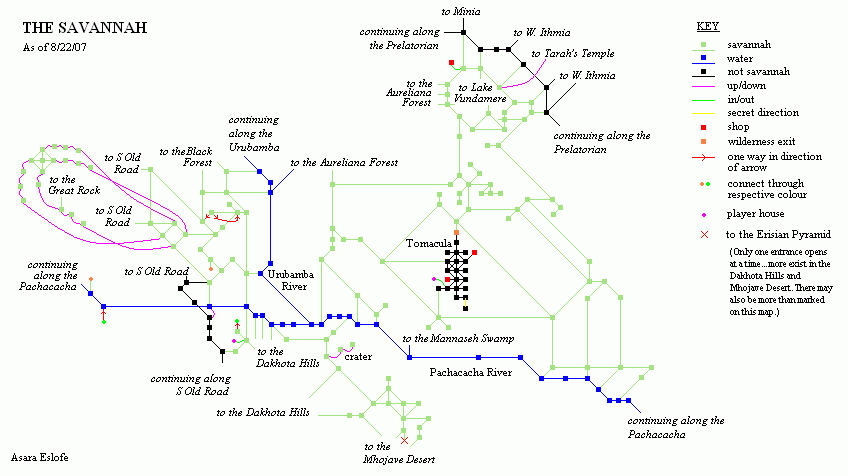 THE SAVANNAH
As of 8/22/07
to Minia
continuing along
the Prelatorian
to W. Ithmia
to Tarah's Temple
to W. Ithmia
to the
Aureliana
Forest
to Lake
Vundamere
continuing along the
Prelatorian
KEY
savannah
water
not savannah
up/down
in/out
secret direction
shop
wilderness exit
one way in direction
of arrow
connect through
respective colour
player house
to the Erisian Pyramid
(Only one entrance opens
at a time...more exist in the
Dakhota Hills and
Mhojave Desert. There may
also be more than marked
on this map.)
continuing
along the
Urubamba
to S Old
Road
to the Black
Forest
to the Aureliana Forest
to the
Great Rock
to S Old
Road
Tomacula
continuing
along the
Pachacacha
to S Old Road
Urubamba
River
to the Mannaseh Swamp
to the
Dakhota Hills
crater
Pachacacha River
continuing along
S Old Road
to the Dakhota Hills
continuing along the
Pachacacha
to the
Mhojave Desert
Asara Eslofe